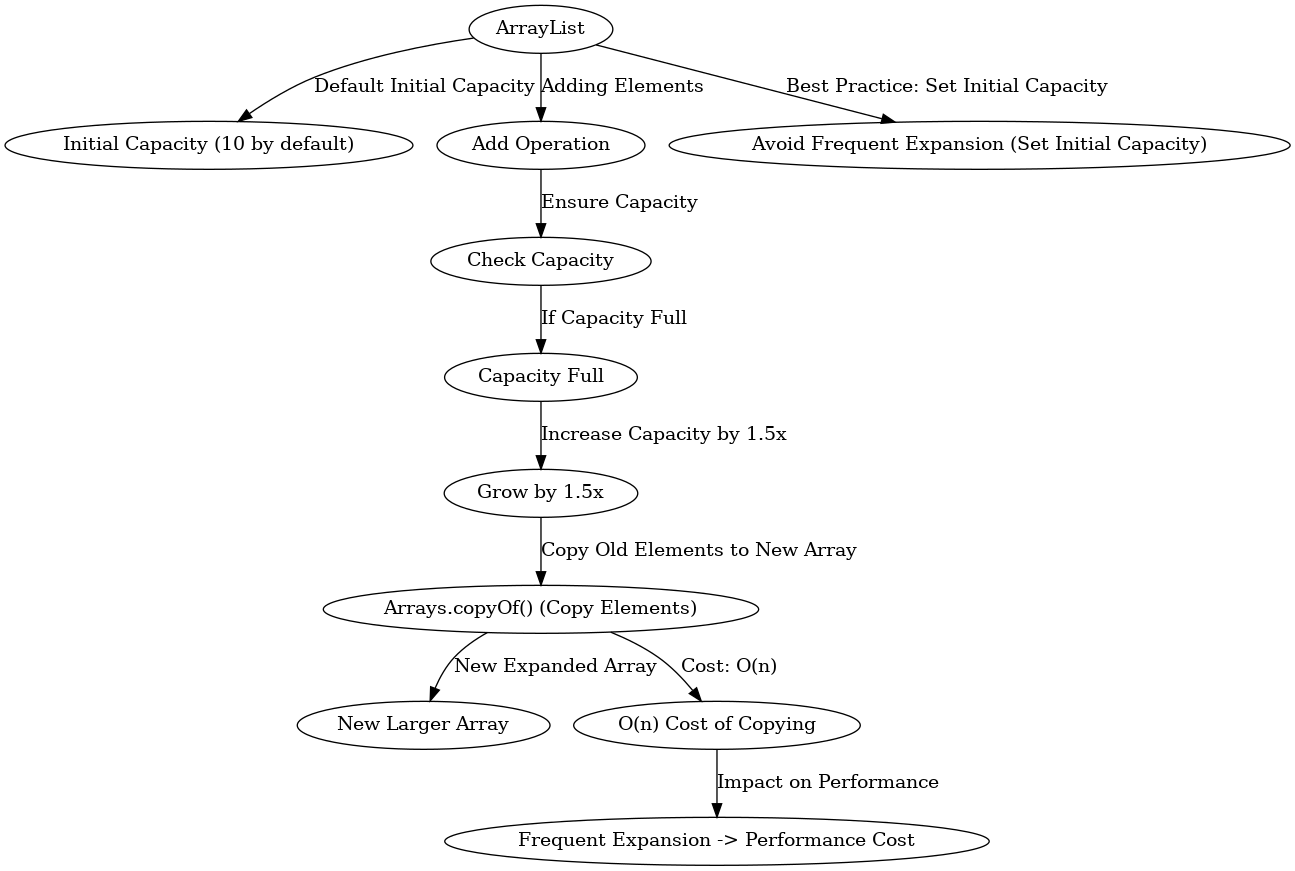 ArrayList
Default Initial Capacity
Adding Elements
Best Practice: Set Initial Capacity
Initial Capacity (10 by default)
Add Operation
Avoid Frequent Expansion (Set Initial Capacity)
Ensure Capacity
Check Capacity
If Capacity Full
Capacity Full
Increase Capacity by 1.5x
Grow by 1.5x
Copy Old Elements to New Array
Arrays.copyOf() (Copy Elements)
New Expanded Array
Cost: O(n)
New Larger Array
O(n) Cost of Copying
Impact on Performance
Frequent Expansion -> Performance Cost